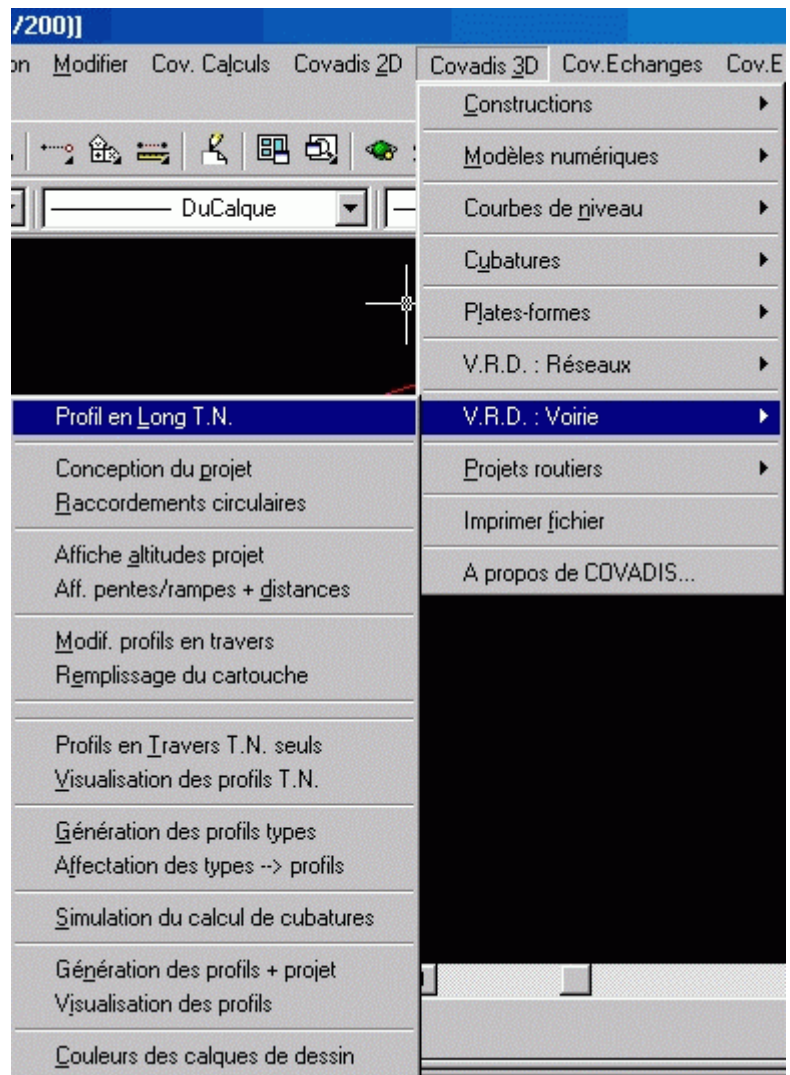 /200)]
on Modifier Cov. Calculs Covadis 2D Covadis 3D Cov.Echanges Cov.E
Constructions
Modèles numériques
DuCalque
Courbes de niveau
Cubatures
Plates-formes
V.R.D. : Réseaux
V.R.D. : Voirie
Projets routiers
Imprimer fichier
A propos de COVADIS...
Profil en Long T.N.
Conception du projet
Raccordements circulaires
Affiche altitudes projet
Aff. pentes/rampes + distances
Modif. profils en travers
Remplissage du cartouche
Profils en Travers T.N. seuls
Visualisation des profils T.N.
Génération des profils types
Affectation des types --> profils
Simulation du calcul de cubatures
Génération des profils + projet
Visualisation des profils
Couleurs des calques de dessin